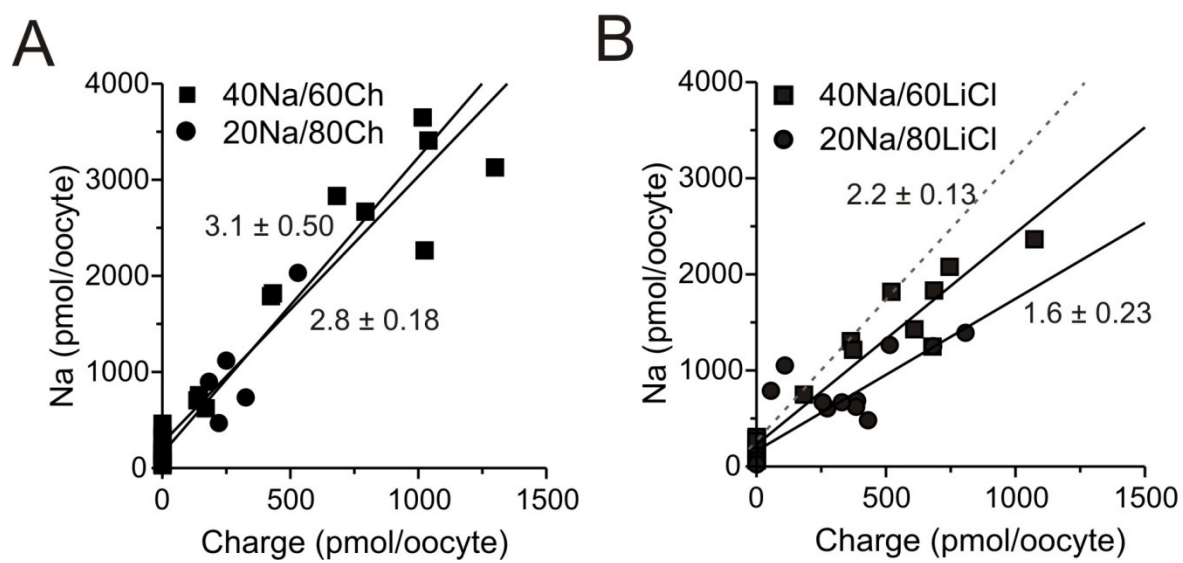 A
4000
3000
2000
1000
0
Na (pmol/oocyte)
40Na/60Ch
20Na/80Ch
3.1 ± 0.50
2.8 ± 0.18
0
500
1000
1500
Charge (pmol/oocyte)
B
4000
3000
2000
1000
0
Na (pmol/oocyte)
40Na/60LiCl
20Na/80LiCl
2.2 ± 0.13
1.6 ± 0.23
0
500
1000
1500
Charge (pmol/oocyte)